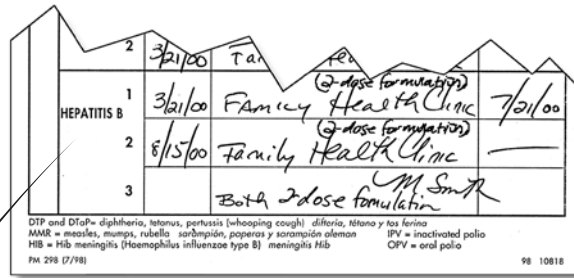 2 3/21/00
(2-dose formulation)
1 3/21/00 Family Health Clinic 7/21/00
HEPATITIS B
(2-dose formulation)
2 8/15/00 Family Health Clinic —
M Smith
3 Both 2-dose formulation
DTP and DTaP= diphtheria, tetanus, pertussis (whooping cough) difteria, tétano y tos ferina
MMR = measles, mumps, rubella sarampión, paperas y sarampión aleman IPV = inactivated polio
HIB = Hib meningitis (Haemophilus influenzae type B) meningitis Hib OPV = oral polio
PM 298 (7/98) 98 10818